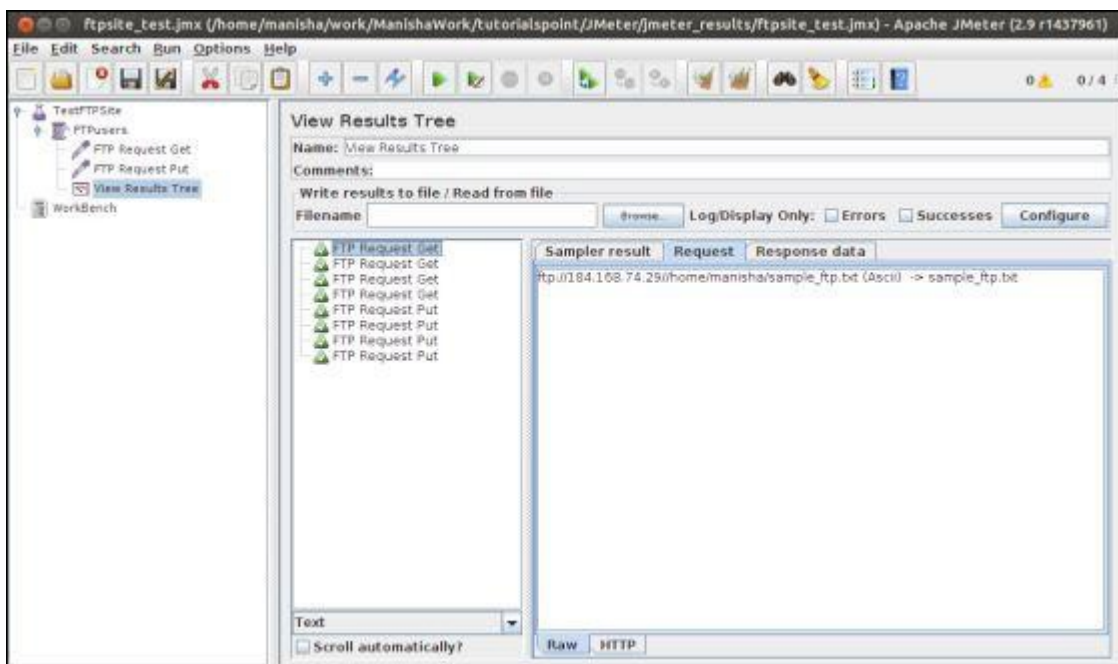 ftpsite_test.jmx (/home/manisha/work/ManishaWork/tutorialspoint/JMeter/jmeter_results/ftpsite_test.jmx) - Apache JMeter (2.9 r1437961)
File Edit Search Run Options Help
0 0 / 4
TestFTPSite
FTPusers
FTP Request Get
FTP Request Put
View Results Tree
WorkBench
View Results Tree
Name: View Results Tree
Comments:
Write results to file / Read from file
Filename Browse... Log/Display Only: Errors Successes Configure
FTP Request Get
FTP Request Get
FTP Request Get
FTP Request Get
FTP Request Put
FTP Request Put
FTP Request Put
FTP Request Put
Text
Scroll automatically?
Sampler result Request Response data
ftp://184.168.74.29//home/manisha/sample_ftp.txt (Ascii) -> sample_ftp.txt
Raw HTTP